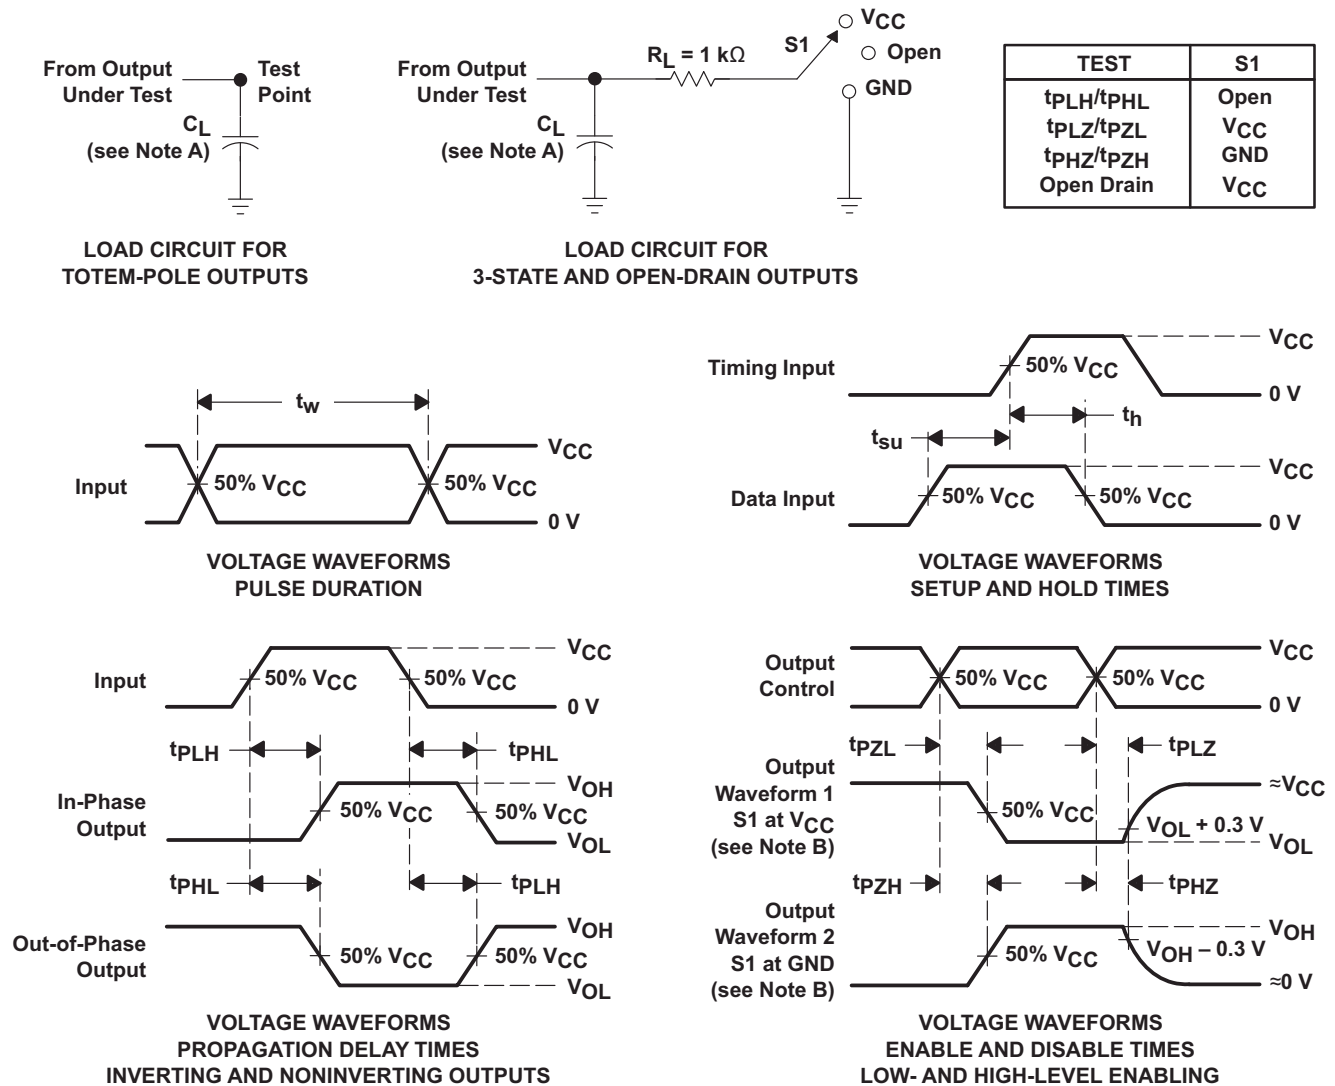 From Output
Under Test
Test
Point
CL
(see Note A)
LOAD CIRCUIT FOR
TOTEM-POLE OUTPUTS
From Output
Under Test
RL = 1 kΩ
S1
VCC
Open
GND
CL
(see Note A)
LOAD CIRCUIT FOR
3-STATE AND OPEN-DRAIN OUTPUTS
TEST S1
tPLH/tPHL Open
tPLZ/tPZL VCC
tPHZ/tPZH GND
Open Drain VCC
tw
Input
50% VCC
50% VCC
VCC
0 V
VOLTAGE WAVEFORMS
PULSE DURATION
Timing Input
50% VCC
VCC
0 V
tsu
th
Data Input
50% VCC
50% VCC
VCC
0 V
VOLTAGE WAVEFORMS
SETUP AND HOLD TIMES
Input
50% VCC
50% VCC
VCC
0 V
tPLH
tPHL
In-Phase
Output
50% VCC
50% VCC
VOH
VOL
tPHL
tPLH
Out-of-Phase
Output
50% VCC
50% VCC
VOH
VOL
VOLTAGE WAVEFORMS
PROPAGATION DELAY TIMES
INVERTING AND NONINVERTING OUTPUTS
Output
Control
50% VCC
50% VCC
VCC
0 V
tPZL
tPLZ
Output
Waveform 1
S1 at VCC
(see Note B)
50% VCC
VOL + 0.3 V
≈VCC
VOL
tPZH
tPHZ
Output
Waveform 2
S1 at GND
(see Note B)
50% VCC
VOH – 0.3 V
VOH
≈0 V
VOLTAGE WAVEFORMS
ENABLE AND DISABLE TIMES
LOW- AND HIGH-LEVEL ENABLING